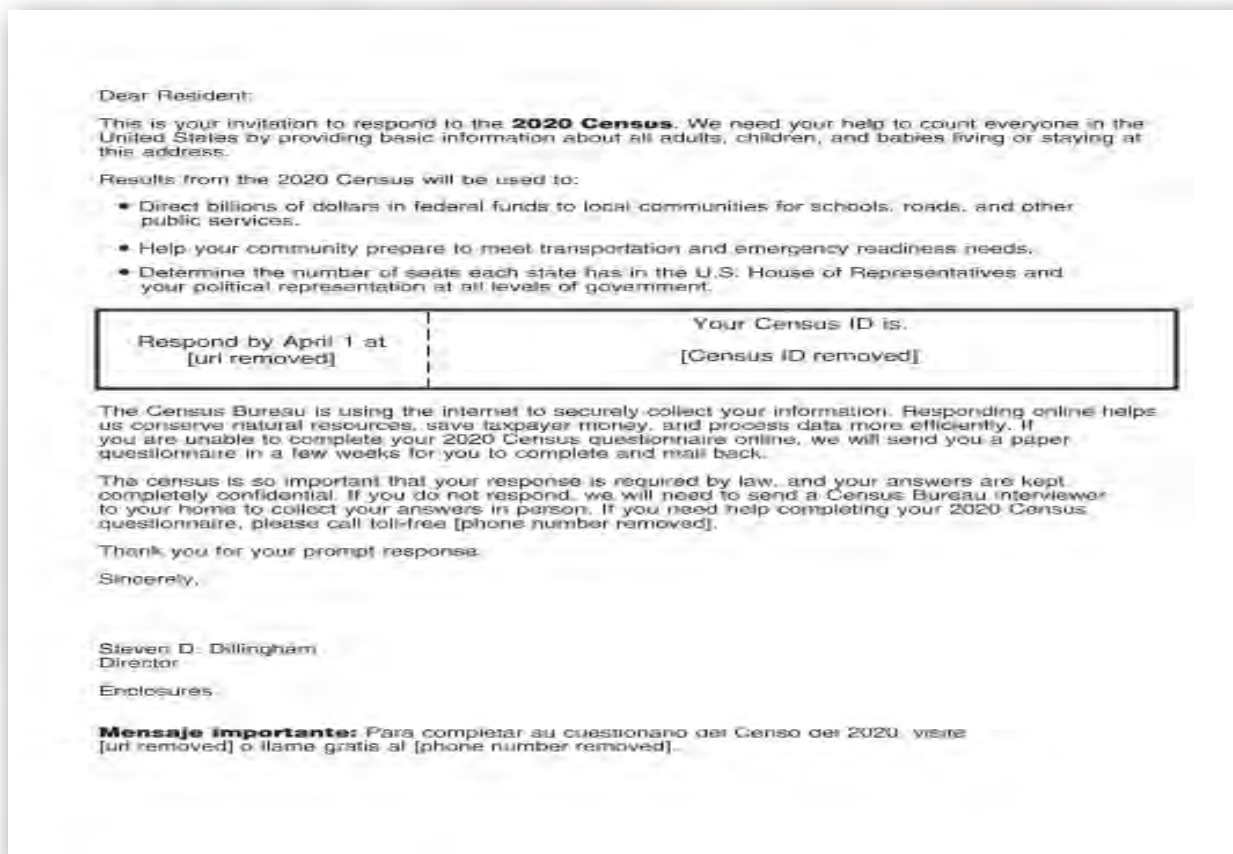 Dear Resident:
This is your invitation to respond to the 2020 Census. We need your help to count everyone in the
United States by providing basic information about all adults, children, and babies living or staying at
this address.
Results from the 2020 Census will be used to:
• Direct billions of dollars in federal funds to local communities for schools, roads, and other
public services.
• Help your community prepare to meet transportation and emergency readiness needs.
• Determine the number of seats each state has in the U.S. House of Representatives and
your political representation at all levels of government.
Respond by April 1 at
[url removed]
Your Census ID is:
[Census ID removed]
The Census Bureau is using the internet to securely collect your information. Responding online helps
us conserve natural resources, save taxpayer money, and process data more efficiently. If
you are unable to complete your 2020 Census questionnaire online, we will send you a paper
questionnaire in a few weeks for you to complete and mail back.
The census is so important that your response is required by law, and your answers are kept
completely confidential. If you do not respond, we will need to send a Census Bureau interviewer
to your home to collect your answers in person. If you need help completing your 2020 Census
questionnaire, please call toll-free [phone number removed].
Thank you for your prompt response.
Sincerely,
Steven D. Dillingham
Director
Enclosures
Mensaje importante: Para completar su cuestionario del Censo del 2020, visite
[url removed] o llame gratis al [phone number removed].